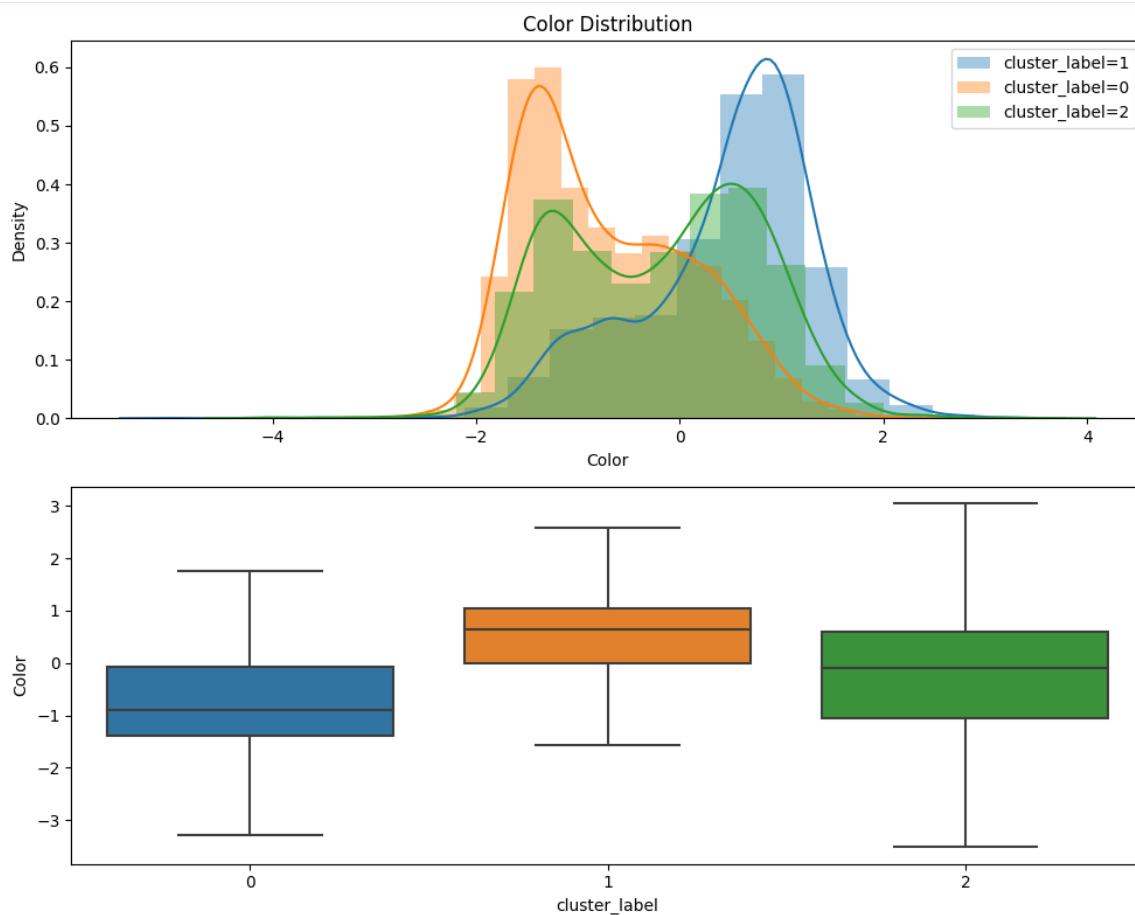 Color Distribution
0.6
0.5
0.4
0.3
0.2
0.1
0.0
Density
cluster_label=1
cluster_label=0
cluster_label=2
−4
−2
0
2
4
Color
3
2
1
0
−1
−2
−3
Color
0
1
2
cluster_label